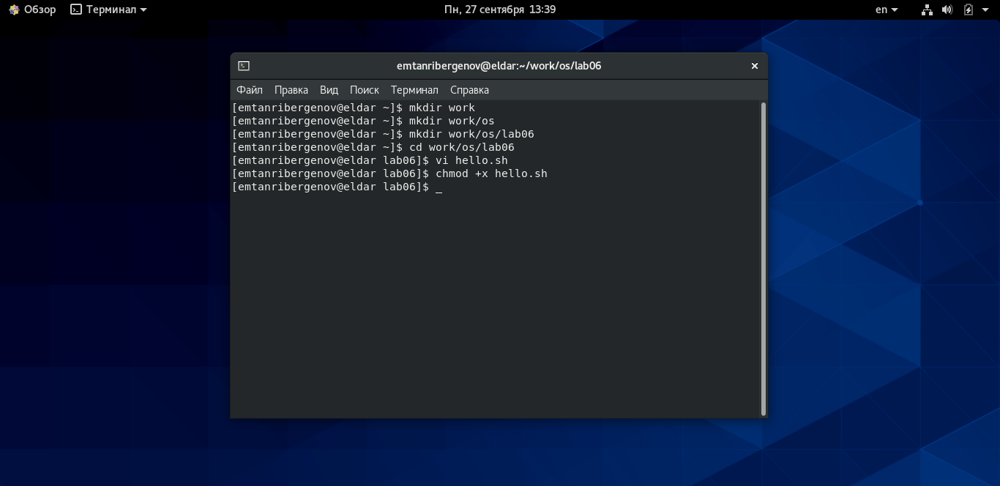 Обзор Терминал Пн, 27 сентября 13:39 en
emtanribergenov@eldar:~/work/os/lab06
Файл Правка Вид Поиск Терминал Справка
[emtanribergenov@eldar ~]$ mkdir work
[emtanribergenov@eldar ~]$ mkdir work/os
[emtanribergenov@eldar ~]$ mkdir work/os/lab06
[emtanribergenov@eldar ~]$ cd work/os/lab06
[emtanribergenov@eldar lab06]$ vi hello.sh
[emtanribergenov@eldar lab06]$ chmod +x hello.sh
[emtanribergenov@eldar lab06]$ _